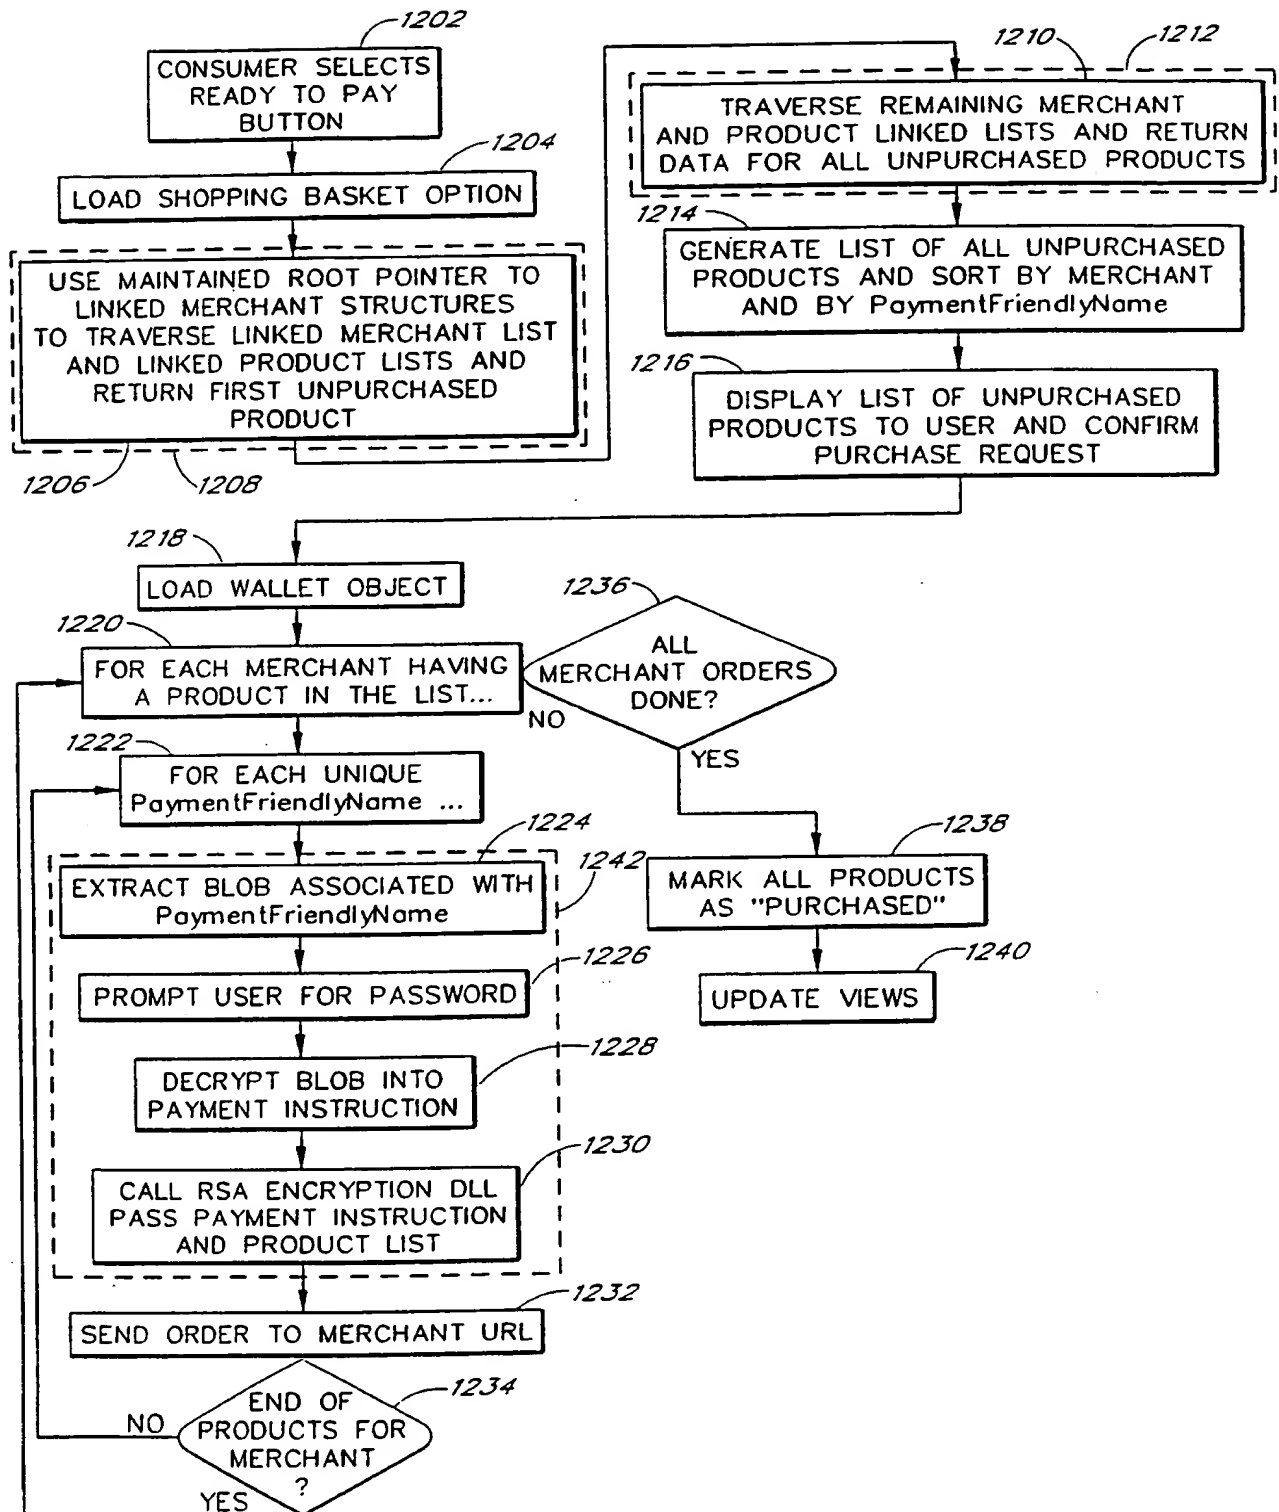 1202
CONSUMER SELECTS
READY TO PAY
BUTTON
1204
LOAD SHOPPING BASKET OPTION
USE MAINTAINED ROOT POINTER TO
LINKED MERCHANT STRUCTURES
TO TRAVERSE LINKED MERCHANT LIST
AND LINKED PRODUCT LISTS AND
RETURN FIRST UNPURCHASED
PRODUCT
1206
1208
1210
1212
TRAVERSE REMAINING MERCHANT
AND PRODUCT LINKED LISTS AND RETURN
DATA FOR ALL UNPURCHASED PRODUCTS
1214
GENERATE LIST OF ALL UNPURCHASED
PRODUCTS AND SORT BY MERCHANT
AND BY PaymentFriendlyName
1216
DISPLAY LIST OF UNPURCHASED
PRODUCTS TO USER AND CONFIRM
PURCHASE REQUEST
1218
LOAD WALLET OBJECT
1220
FOR EACH MERCHANT HAVING
A PRODUCT IN THE LIST...
1236
ALL
MERCHANT ORDERS
DONE?
NO
YES
1222
FOR EACH UNIQUE
PaymentFriendlyName ...
1224
1242
EXTRACT BLOB ASSOCIATED WITH
PaymentFriendlyName
1226
PROMPT USER FOR PASSWORD
1228
DECRYPT BLOB INTO
PAYMENT INSTRUCTION
1230
CALL RSA ENCRYPTION DLL
PASS PAYMENT INSTRUCTION
AND PRODUCT LIST
1232
SEND ORDER TO MERCHANT URL
1234
END OF
PRODUCTS FOR
MERCHANT
?
NO
YES
1238
MARK ALL PRODUCTS
AS "PURCHASED"
1240
UPDATE VIEWS